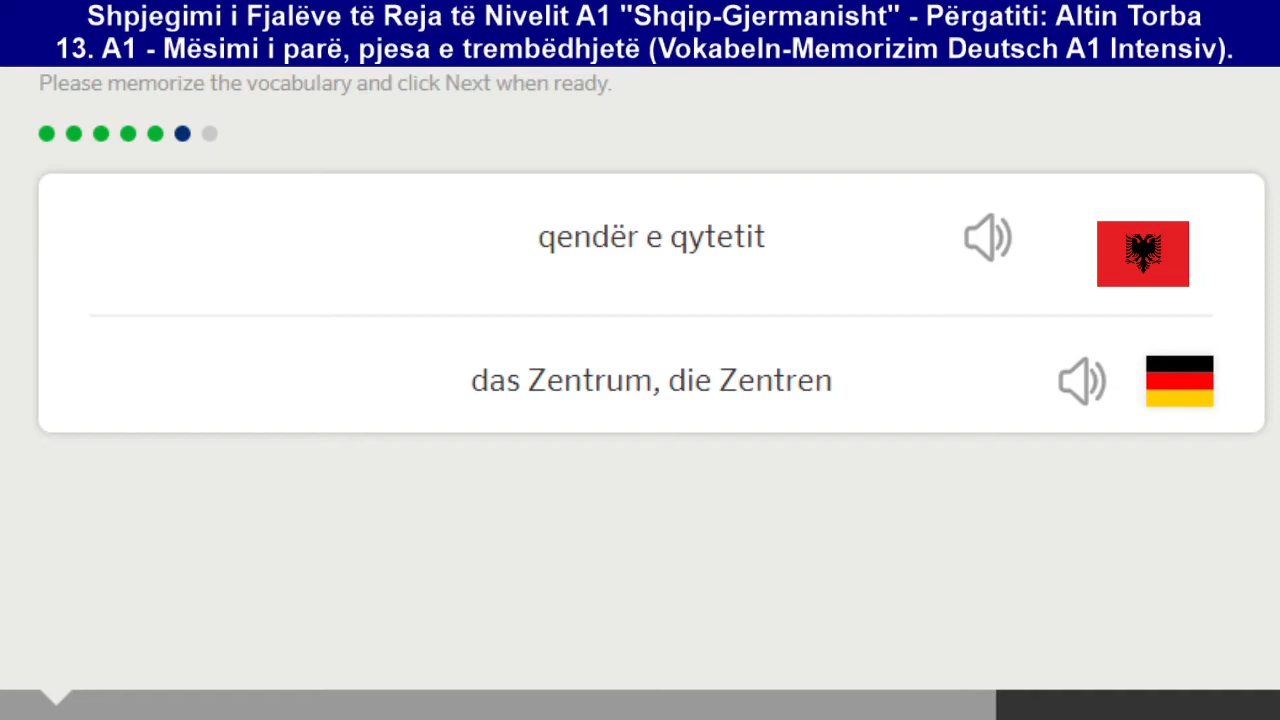 Shpjegimi i Fjalëve të Reja të Nivelit A1 "Shqip-Gjermanisht" - Përgatiti: Altin Torba
13. A1 - Mësimi i parë, pjesa e trembëdhjetë (Vokabeln-Memorizim Deutsch A1 Intensiv).
Please memorize the vocabulary and click Next when ready.
qendër e qytetit
das Zentrum, die Zentren